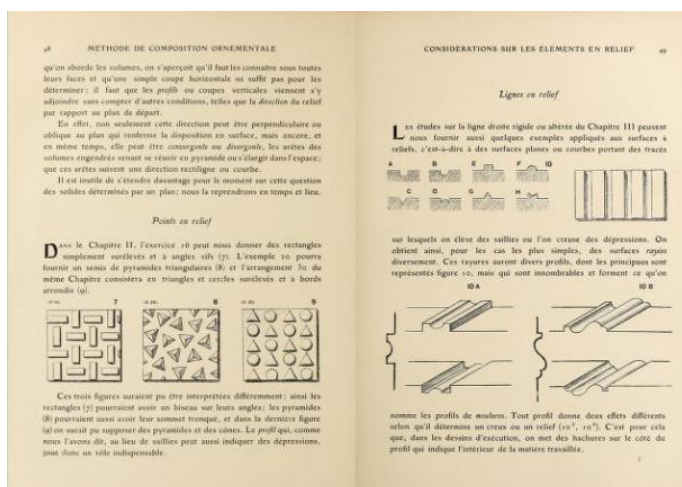 48 MÉTHODE DE COMPOSITION ORNEMENTALE
qu'on aborde les volumes, on s'aperçoit qu'il faut les connaître sous toutes
leurs faces et qu'une simple coupe horizontale ne suffit pas pour les
déterminer; il faut que les profils ou coupes verticales viennent s'y
adjoindre sans compter d'autres conditions, telles que la direction du relief
par rapport au plan de départ.
En effet, non seulement cette direction peut être perpendiculaire ou
oblique au plan qui renferme la disposition en surface, mais encore, et
en même temps, elle peut être convergente ou divergente, les arêtes des
volumes engendrés venant se réunir en pyramide ou s'élargir dans l'espace;
que ces arêtes suivent une direction rectiligne ou courbe.
Il est inutile de s'étendre davantage pour le moment sur cette question
des solides déterminés par un plan; nous la reprendrons en temps et lieu.
Points en relief
DANS le Chapitre II, l'exercice 16 peut nous donner des rectangles
simplement surélevés et à angles vifs (7). L'exemple 20 pourra
fournir un semis de pyramides triangulaires (8) et l'arrangement 30 du
même Chapitre consistera en triangles et cercles surélevés et à bords
arrondis (9).
7 8 9
Ces trois figures auraient pu être interprétées différemment; ainsi les
rectangles (7) pourraient avoir un biseau sur leurs angles; les pyramides
(8) pourraient aussi avoir leur sommet tronqué, et dans la dernière figure
(9) on aurait pu supposer des pyramides et des cônes. Le profil qui, comme
nous l'avons dit, au lieu de saillies peut aussi indiquer des dépressions,
joue donc un rôle indispensable.
CONSIDÉRATIONS SUR LES ÉLÉMENTS EN RELIEF 49
Lignes en relief
LES études sur la ligne droite rigide ou altérée du Chapitre III peuvent
nous fournir aussi quelques exemples appliqués aux surfaces à
reliefs, c'est-à-dire à des surfaces planes ou courbes portant des tracés
A B E F 10
C D G H
sur lesquels on élève des saillies ou l'on creuse des dépressions. On
obtient ainsi, pour les cas les plus simples, des surfaces rayées
diversement. Ces rayures auront divers profils, dont les principaux sont
représentés figure 10, mais qui sont innombrables et forment ce qu'on
10 A 10 B
nomme les profils de moulures. Tout profil donne deux effets différents
selon qu'il détermine un creux ou un relief C'est pour cela
que, dans les dessins d'exécution, on met des hachures sur le côté du
profil qui indique l'intérieur de la matière travaillée.